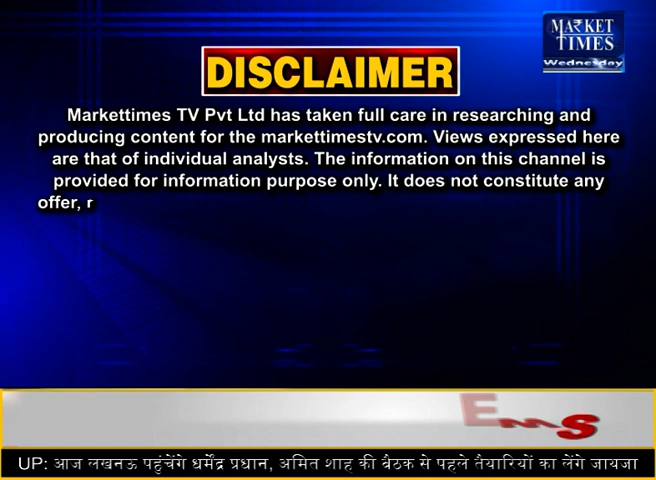 MARKET
TIMES
Wednesday
DISCLAIMER
Markettimes TV Pvt Ltd has taken full care in researching and
producing content for the markettimestv.com. Views expressed here
are that of individual analysts. The information on this channel is
provided for information purpose only. It does not constitute any
offer, r
EMS
UP: आज लखनऊ पहुंचेंगे धर्मेंद्र प्रधान, अमित शाह की बैठक से पहले तैयारियों का लेंगे जायजा